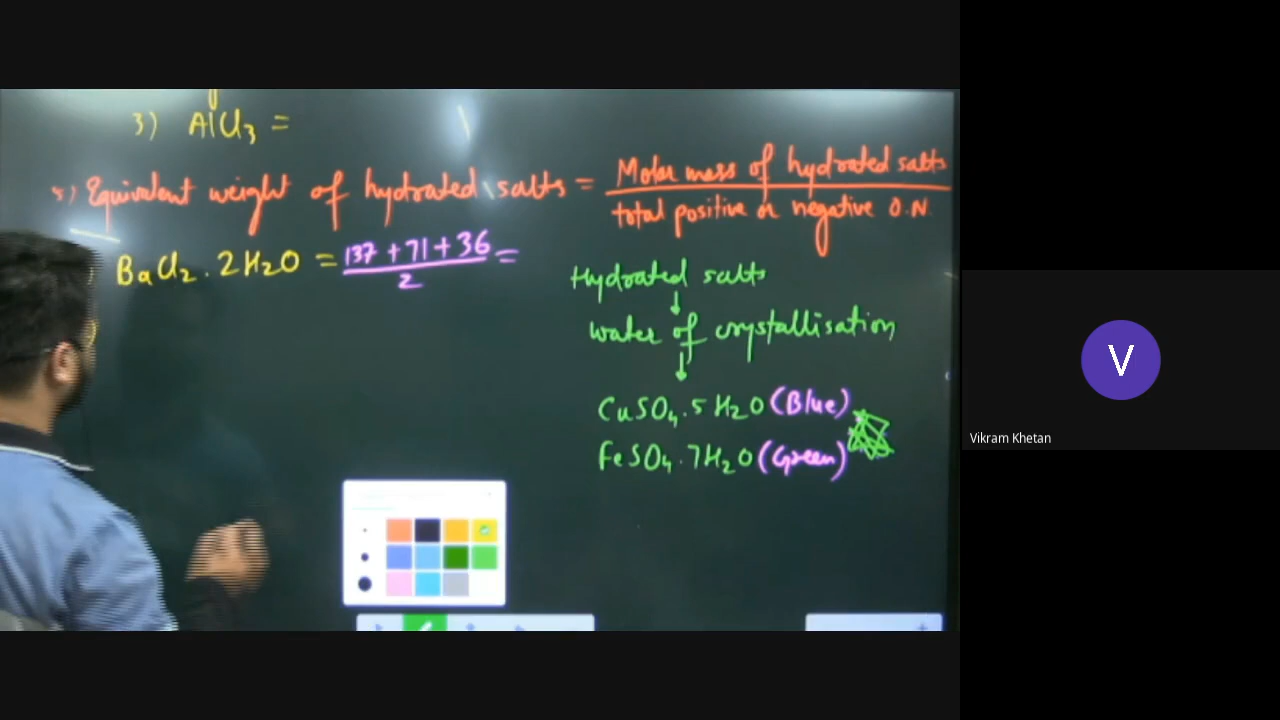 3) AlCl₃ =
5) Equivalent weight of hydrated salts = Molar mass of hydrated salts
total positive or negative O.N.
BaCl₂ . 2H₂O = 137 + 71 + 36 =
2
Hydrated salts
↓
water of crystallisation
↓
CuSO₄ . 5H₂O (Blue)
FeSO₄ . 7H₂O (Green)
V
Vikram Khetan